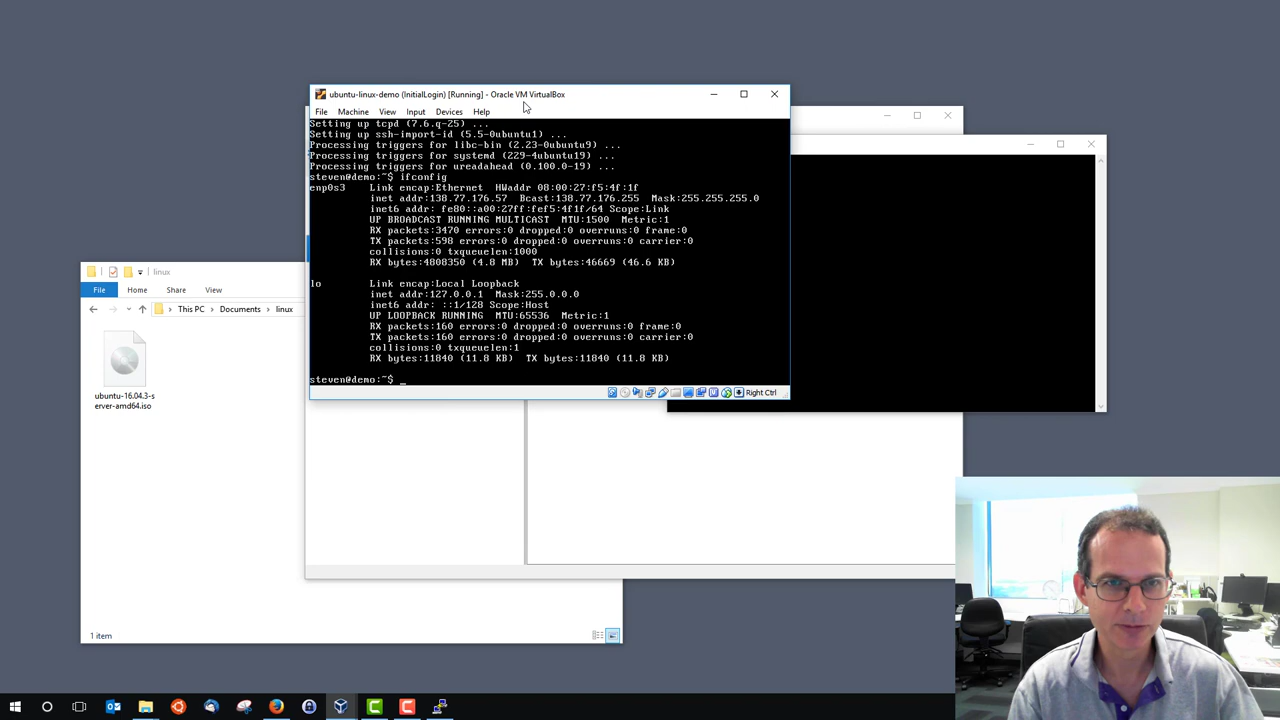 ubuntu-linux-demo (InitialLogin) [Running] - Oracle VM VirtualBox
File Machine View Input Devices Help
Setting up tcpd (7.6.q-25) ...
Setting up ssh-import-id (5.5-0ubuntu1) ...
Processing triggers for libc-bin (2.23-0ubuntu9) ...
Processing triggers for systemd (229-4ubuntu19) ...
Processing triggers for ureadahead (0.100.0-19) ...
steven@demo:~$ ifconfig
enp0s3 Link encap:Ethernet HWaddr 08:00:27:f5:4f:1f
inet addr:138.77.176.57 Bcast:138.77.176.255 Mask:255.255.255.0
inet6 addr: fe80::a00:27ff:fef5:4f1f/64 Scope:Link
UP BROADCAST RUNNING MULTICAST MTU:1500 Metric:1
RX packets:3470 errors:0 dropped:0 overruns:0 frame:0
TX packets:598 errors:0 dropped:0 overruns:0 carrier:0
collisions:0 txqueuelen:1000
RX bytes:4808350 (4.8 MB) TX bytes:46669 (46.6 KB)
lo Link encap:Local Loopback
inet addr:127.0.0.1 Mask:255.0.0.0
inet6 addr: ::1/128 Scope:Host
UP LOOPBACK RUNNING MTU:65536 Metric:1
RX packets:160 errors:0 dropped:0 overruns:0 frame:0
TX packets:160 errors:0 dropped:0 overruns:0 carrier:0
collisions:0 txqueuelen:1
RX bytes:11840 (11.8 KB) TX bytes:11840 (11.8 KB)
steven@demo:~$ _
Right Ctrl
linux
File Home Share View
This PC Documents linux
ubuntu-16.04.3-s
erver-amd64.iso
1 item